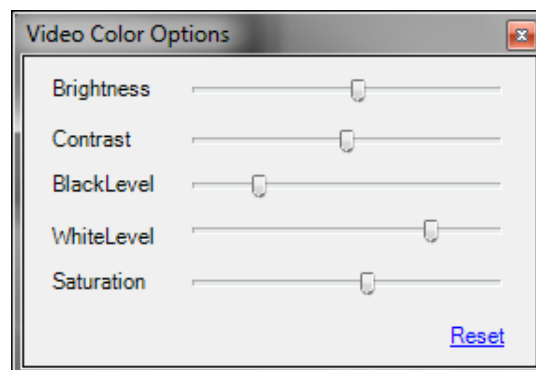 Video Color Options
Brightness
Contrast
BlackLevel
WhiteLevel
Saturation
Reset